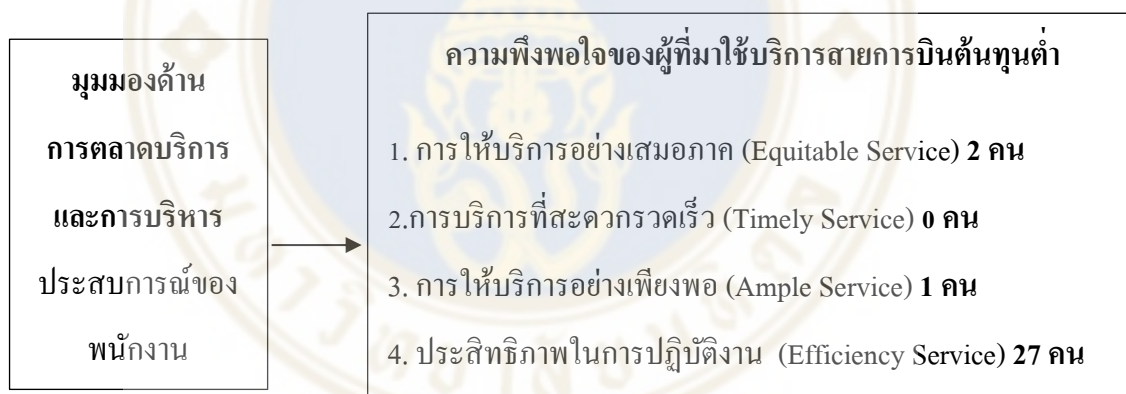 มุมมองด้าน
การตลาดบริการ
และการบริหาร
ประสบการณ์ของ
พนักงาน
ความพึงพอใจของผู้ที่มาใช้บริการสายการบินต้นทุนต่ำ
1. การให้บริการอย่างเสมอภาค (Equitable Service) 2 คน
2.การบริการที่สะดวกรวดเร็ว (Timely Service) 0 คน
3. การให้บริการอย่างเพียงพอ (Ample Service) 1 คน
4. ประสิทธิภาพในการปฏิบัติงาน (Efficiency Service) 27 คน